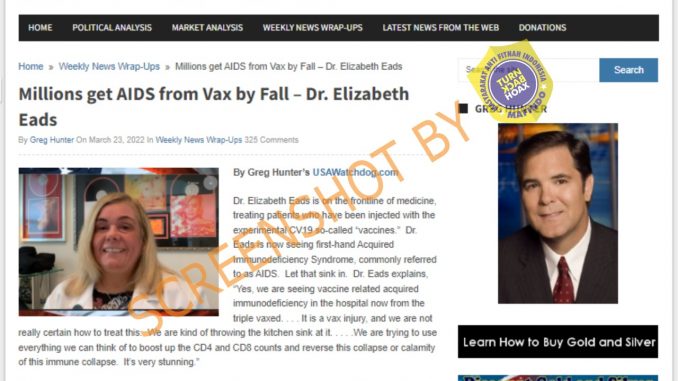 HOME POLITICAL ANALYSIS MARKET ANALYSIS WEEKLY NEWS WRAP-UPS LATEST NEWS FROM THE WEB DONATIONS
Home » Weekly News Wrap-Ups » Millions get AIDS from Vax by Fall – Dr. Elizabeth Eads
Search
Millions get AIDS from Vax by Fall – Dr. Elizabeth
Eads
By Greg Hunter On March 23, 2022 In Weekly News Wrap-Ups 325 Comments
MASYARAKAT ANTI FITNAH INDONESIA
TURN
BACK
HOAX
MAFINDO
GREG HUNTER
SCREENSHOT BY
By Greg Hunter's USAWatchdog.com
Dr. Elizabeth Eads is on the frontline of medicine,
treating patients who have been injected with the
experimental CV19 so-called “vaccines.” Dr.
Eads is now seeing first-hand Acquired
Immunodeficiency Syndrome, commonly referred
to as AIDS. Let that sink in. Dr. Eads explains,
“Yes, we are seeing vaccine related acquired
immunodeficiency in the hospital now from the
triple vaxed. . . . It is a vax injury, and we are not
really certain how to treat this. We are kind of throwing the kitchen sink at it. . . . .We are trying to use
everything we can think of to boost up the CD4 and CD8 counts and reverse this collapse or calamity
of this immune collapse. It’s very stunning.”
Learn How to Buy Gold and Silver